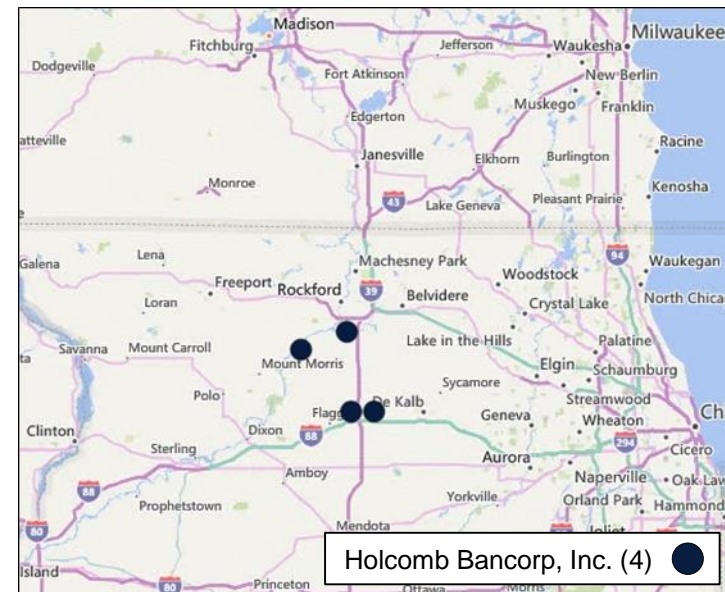 Madison
Milwaukee
Fitchburg
Jefferson
Waukesha
Dodgeville
Fort Atkinson
New Berlin
Muskego
Franklin
Edgerton
atteville
Janesville
Racine
Elkhorn
Burlington
Monroe
Kenosha
43
Lake Geneva
Pleasant Prairie
94
Lena
Galena
Machesney Park
Waukegan
Freeport
Rockford
39
Belvidere
Woodstock
North Chica
Loran
Crystal Lake
Savanna
Mount Carroll
Mount Morris
Lake in the Hills
Palatine
ta
Elgin
Schaumburg
Polo
Sycamore
Streamwood
Flagg
De Kalb
Clinton
Dixon
88
Geneva
Wheaton
Ch
Sterling
294
Cicero
Aurora
Amboy
Naperville
Oak Law
88
Prophetstown
Yorkville
Orland Park
Hammond
80
Mendota
Joliet
Island
Princeton
80
Ottawa
Morris
Holcomb Bancorp, Inc. (4)